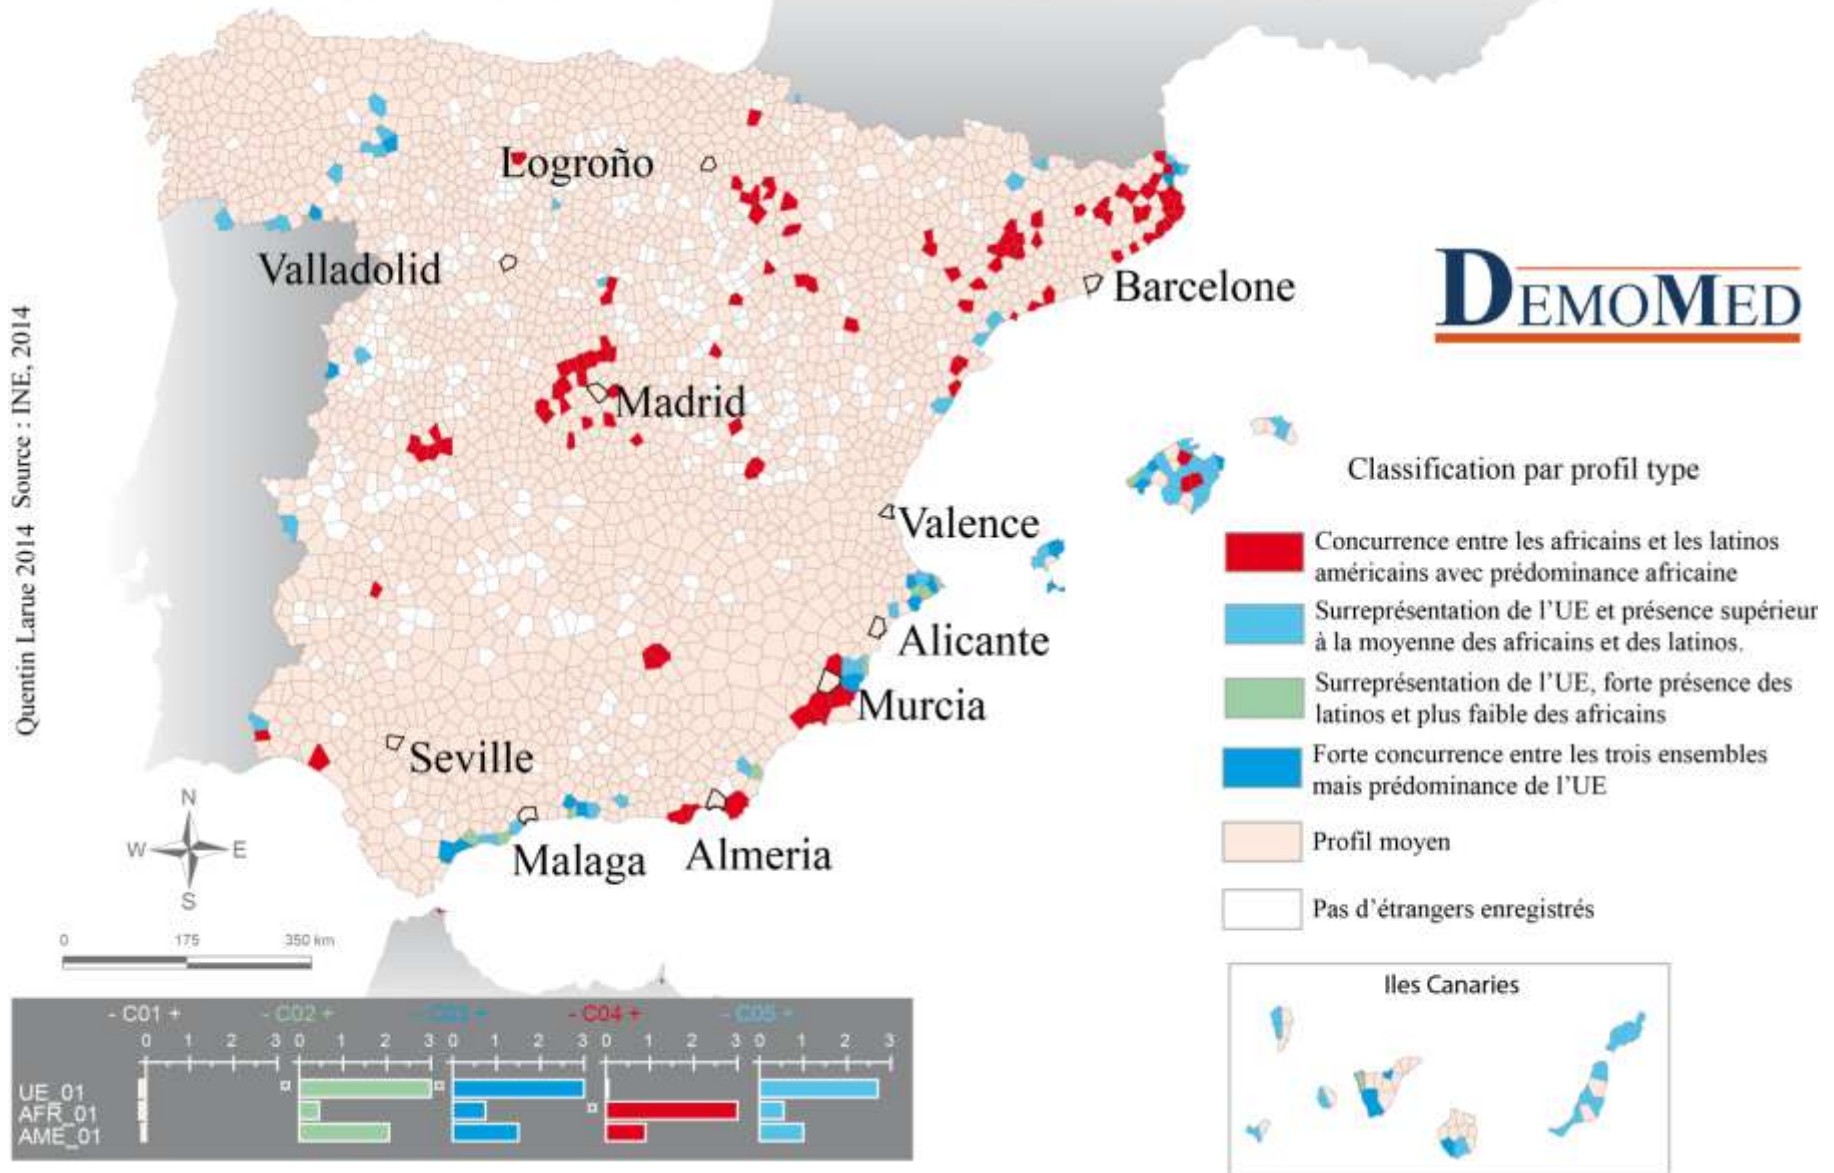 Quentin Larue 2014 Source : INE, 2014
Logroño
Valladolid
Barcelone
DEMOMED
Madrid
Classification par profil type
Valence
Concurrence entre les africains et les latinos
américains avec prédominance africaine
Surreprésentation de l'UE et présence supérieur
à la moyenne des africains et des latinos.
Alicante
Surreprésentation de l'UE, forte présence des
latinos et plus faible des africains
Murcia
Seville
Forte concurrence entre les trois ensembles
mais prédominance de l'UE
Malaga
Almeria
Profil moyen
Pas d'étrangers enregistrés
N
W E
S
0 175 350 km
Iles Canaries
- C01 + - C02 + - C03 + - C04 + - C05 +
0 1 2 3 0 1 2 3 0 1 2 3 0 1 2 3 0 1 2 3
UE_01
AFR_01
AME_01